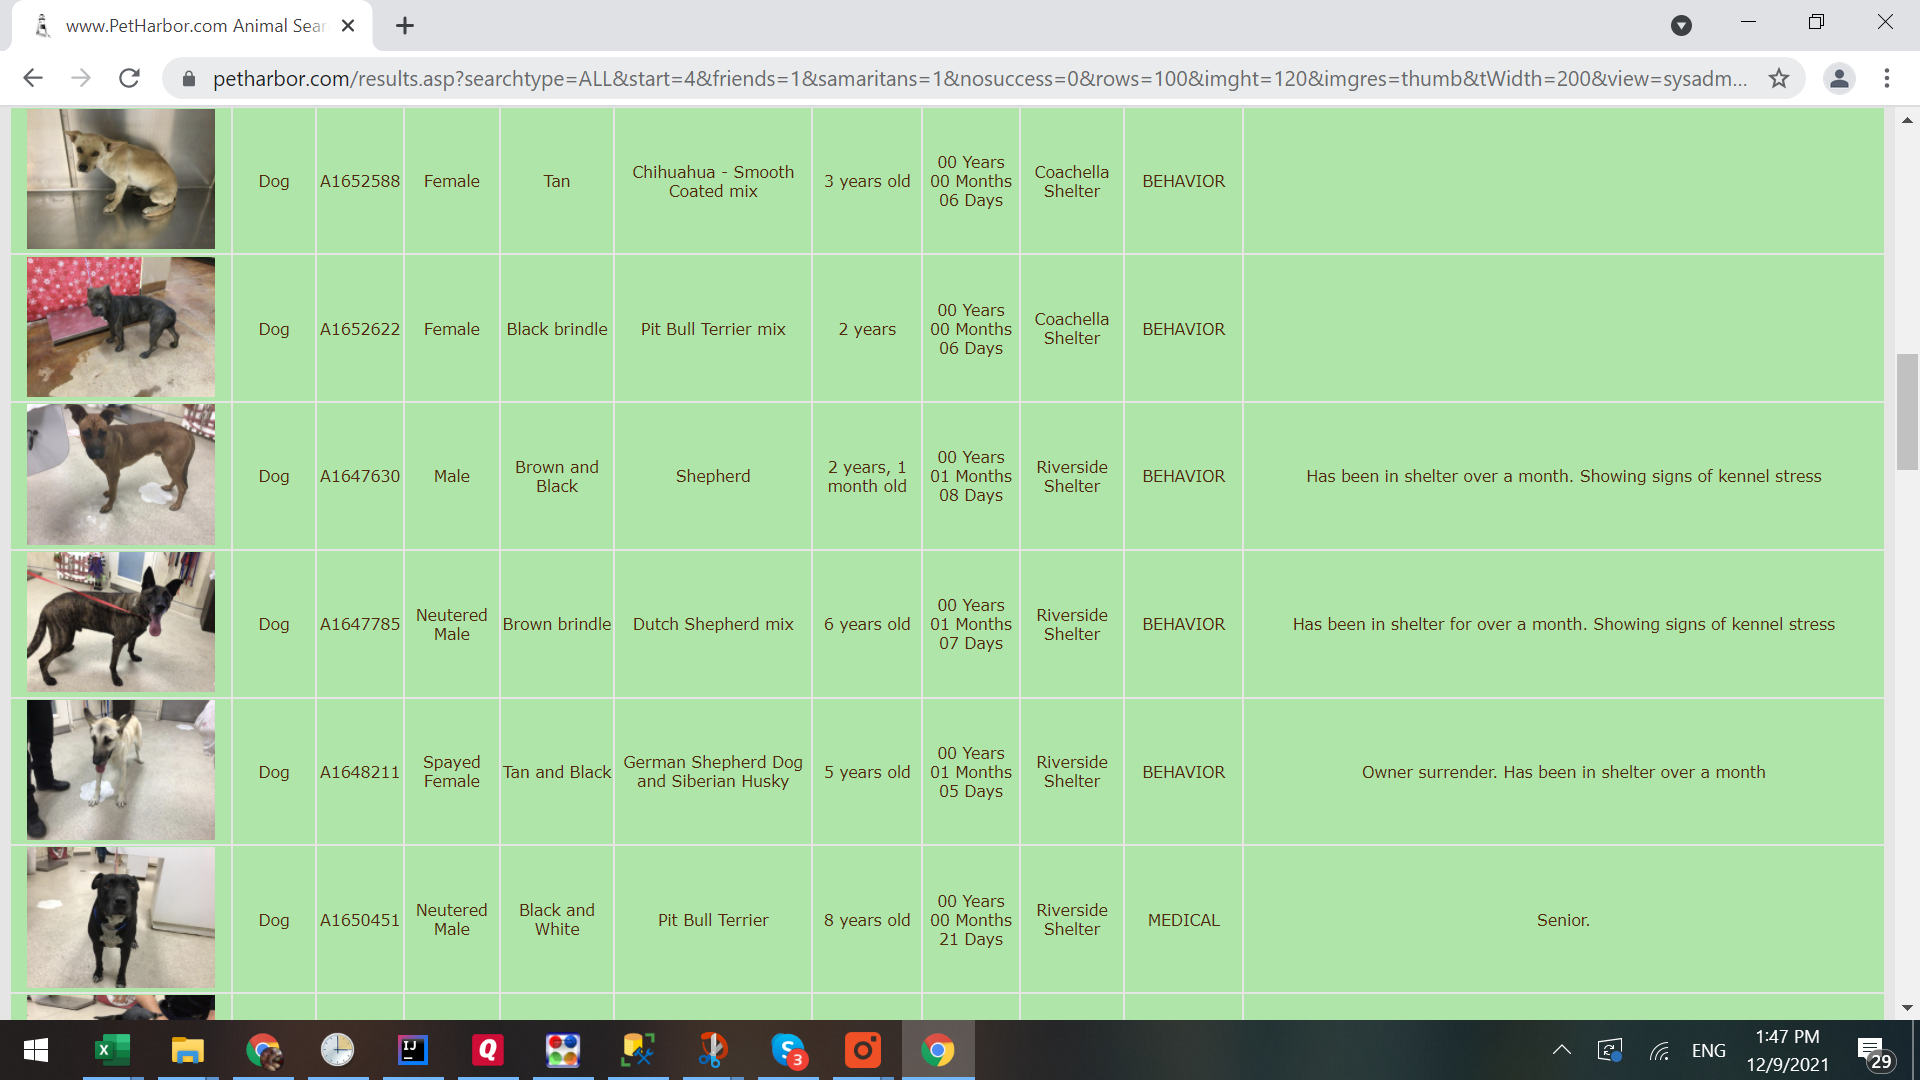 www.PetHarbor.com Animal Sear
petharbor.com/results.asp?searchtype=ALL&start=4&friends=1&samaritans=1&nosuccess=0&rows=100&imght=120&imgres=thumb&tWidth=200&view=sysadm...
Dog A1652588 Female Tan Chihuahua - Smooth Coated mix 3 years old 00 Years 00 Months 06 Days Coachella Shelter BEHAVIOR
Dog A1652622 Female Black brindle Pit Bull Terrier mix 2 years 00 Years 00 Months 06 Days Coachella Shelter BEHAVIOR
Dog A1647630 Male Brown and Black Shepherd 2 years, 1 month old 00 Years 01 Months 08 Days Riverside Shelter BEHAVIOR Has been in shelter over a month. Showing signs of kennel stress
Dog A1647785 Neutered Male Brown brindle Dutch Shepherd mix 6 years old 00 Years 01 Months 07 Days Riverside Shelter BEHAVIOR Has been in shelter for over a month. Showing signs of kennel stress
Dog A1648211 Spayed Female Tan and Black German Shepherd Dog and Siberian Husky 5 years old 00 Years 01 Months 05 Days Riverside Shelter BEHAVIOR Owner surrender. Has been in shelter over a month
Dog A1650451 Neutered Male Black and White Pit Bull Terrier 8 years old 00 Years 00 Months 21 Days Riverside Shelter MEDICAL Senior.
X
IJ
Q
S
3
ENG
1:47 PM
12/9/2021
29